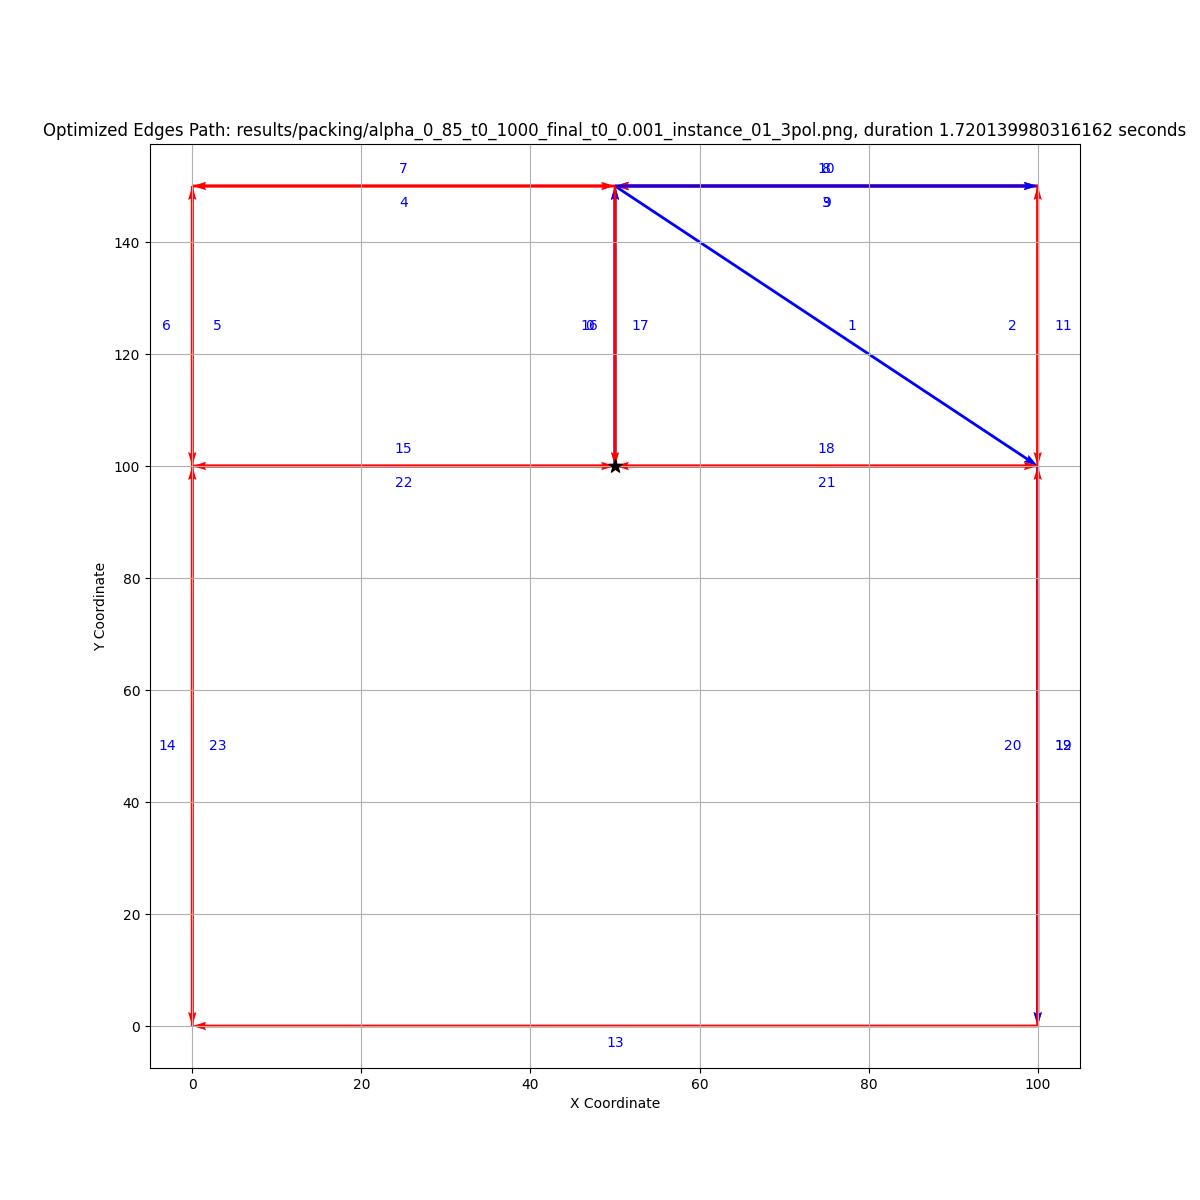 Optimized Edges Path: results/packing/alpha_0_85_t0_1000_final_t0_0.001_instance_01_3pol.png, duration 1.720139980316162 seconds
7 10
4
140
6 5 17 1 2 11
120
15 18
100
22 21
80
Y Coordinate
60
14 23 20
40
20
0
13
0 20 40 60 80 100
X Coordinate